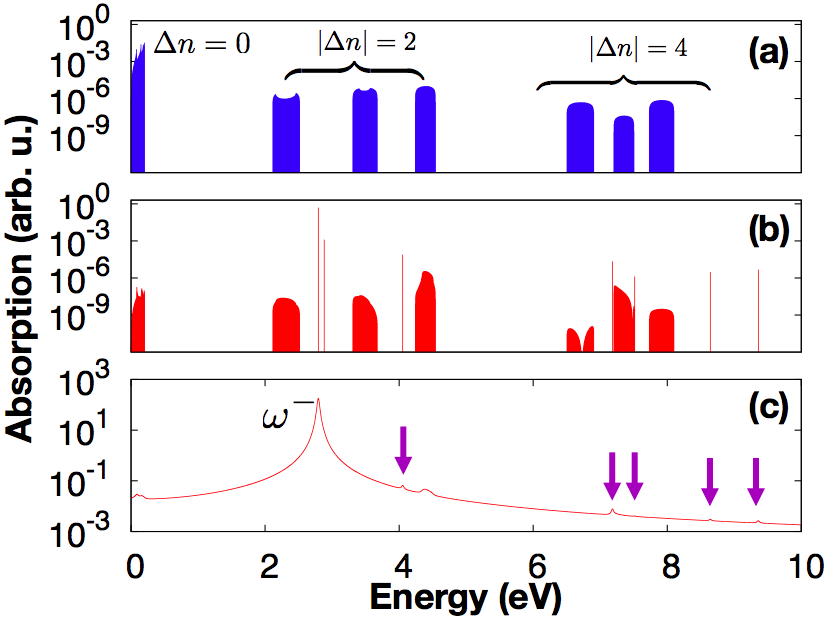 10^0
10^-3
10^-6
10^-9
Δn = 0
|Δn| = 2
|Δn| = 4
(a)
10^0
10^-3
10^-6
10^-9
(b)
10^3
10^1
10^-1
10^-3
ω^-
(c)
0 2 4 6 8 10
Energy (eV)
Absorption (arb. u.)